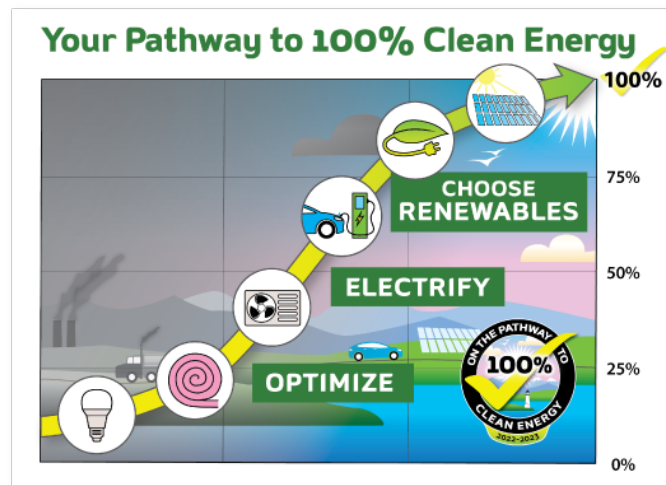 Your Pathway to 100% Clean Energy
100%
75%
CHOOSE
RENEWABLES
50%
ELECTRIFY
25%
OPTIMIZE
0%
ON THE PATHWAY TO
100%
CLEAN ENERGY
2022-2023